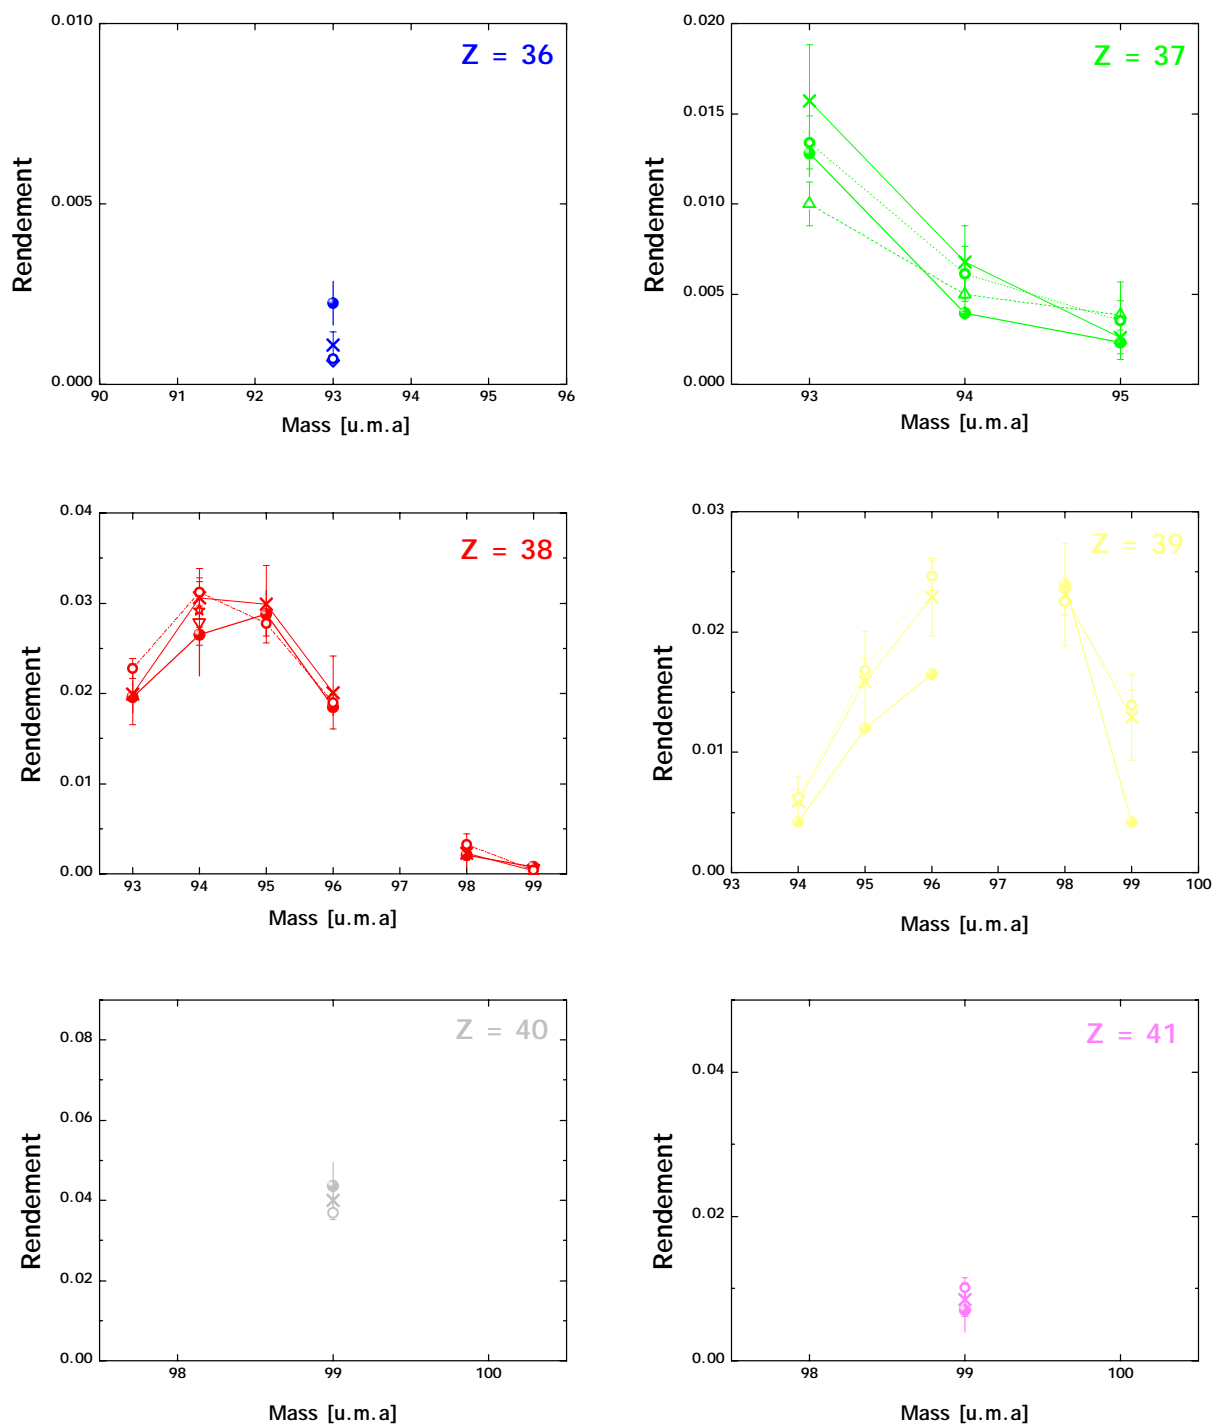 Z = 36
Rendement
0.010
0.005
0.000
90 91 92 93 94 95 96
Mass [u.m.a]
Z = 37
Rendement
0.020
0.015
0.010
0.005
0.000
93 94 95
Mass [u.m.a]
Z = 38
Rendement
0.04
0.03
0.02
0.01
0.00
93 94 95 96 97 98 99
Mass [u.m.a]
Z = 39
Rendement
0.03
0.02
0.01
0.00
93 94 95 96 97 98 99 100
Mass [u.m.a]
Z = 40
Rendement
0.08
0.06
0.04
0.02
0.00
98 99 100
Mass [u.m.a]
Z = 41
Rendement
0.04
0.02
0.00
98 99 100
Mass [u.m.a]